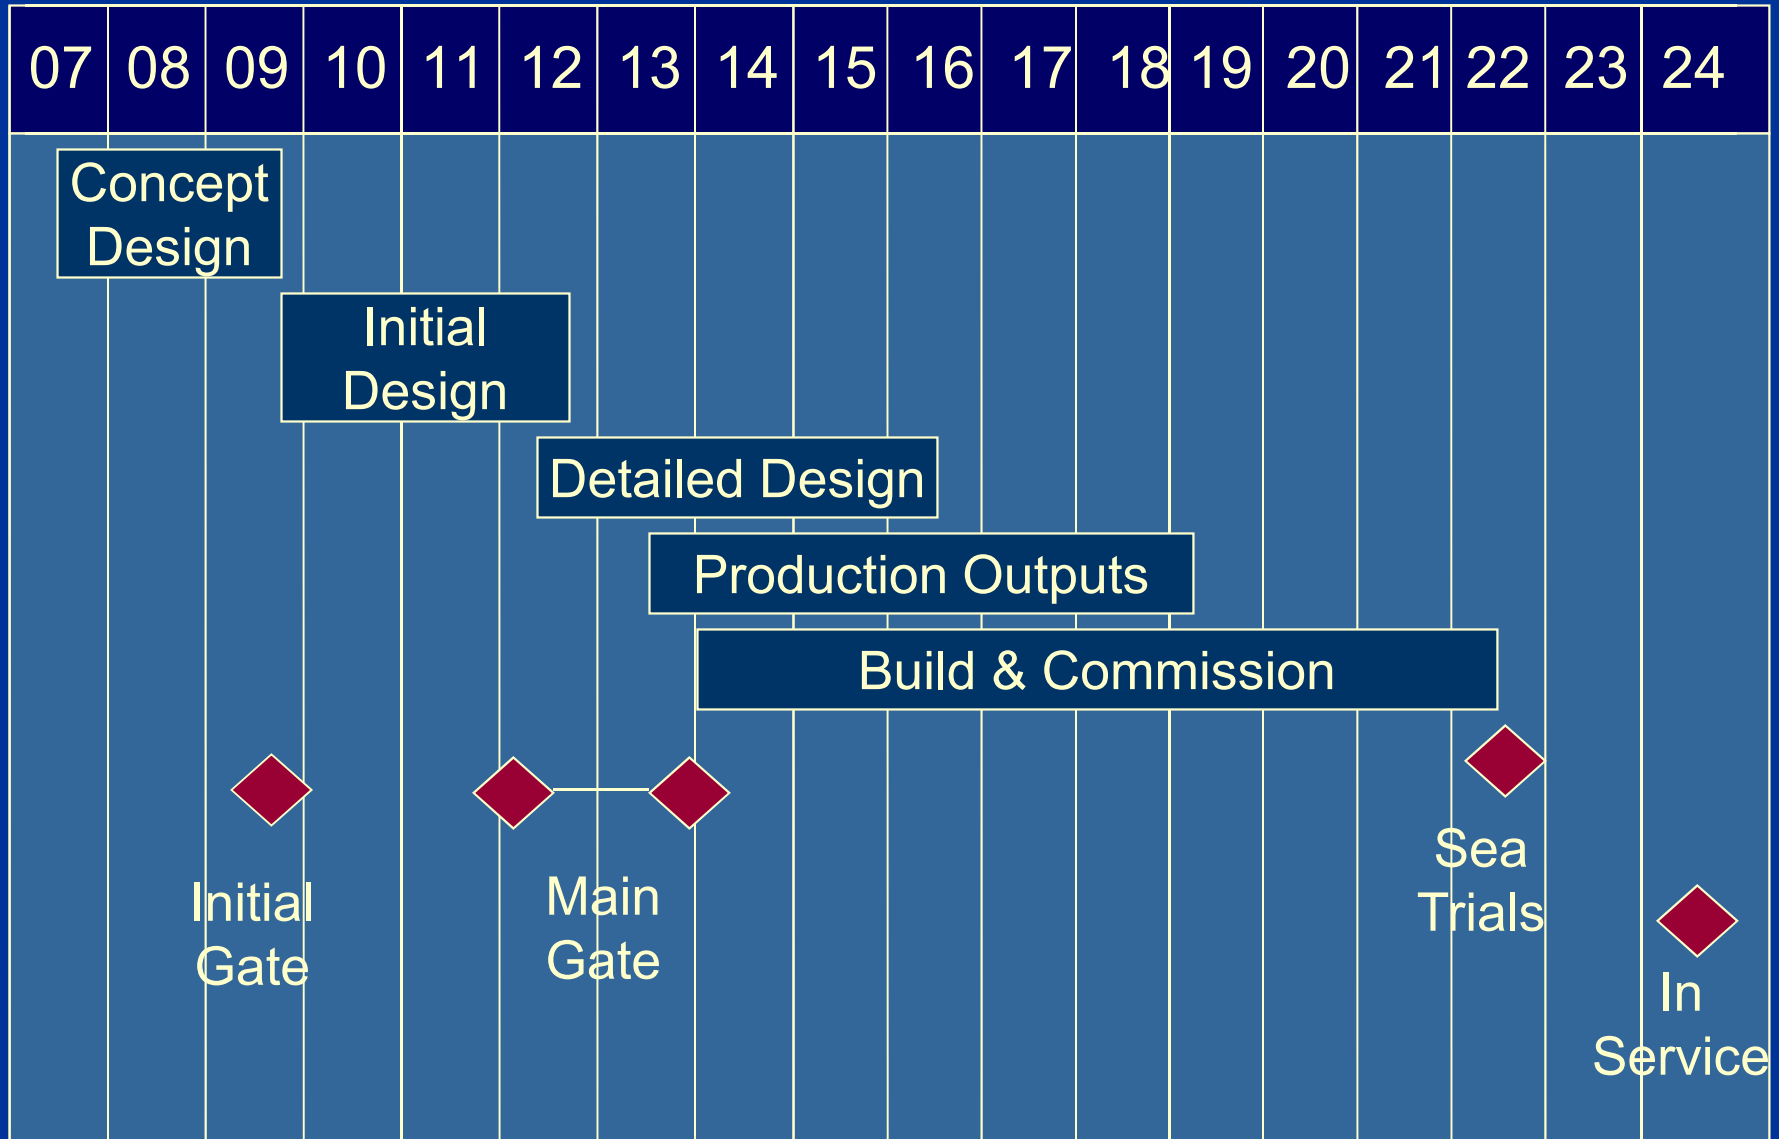 07 08 09 10 11 12 13 14 15 16 17 18 19 20 21 22 23 24
Concept
Design
Initial
Design
Detailed Design
Production Outputs
Build & Commission
Initial
Gate
Main
Gate
Sea
Trials
In
Service